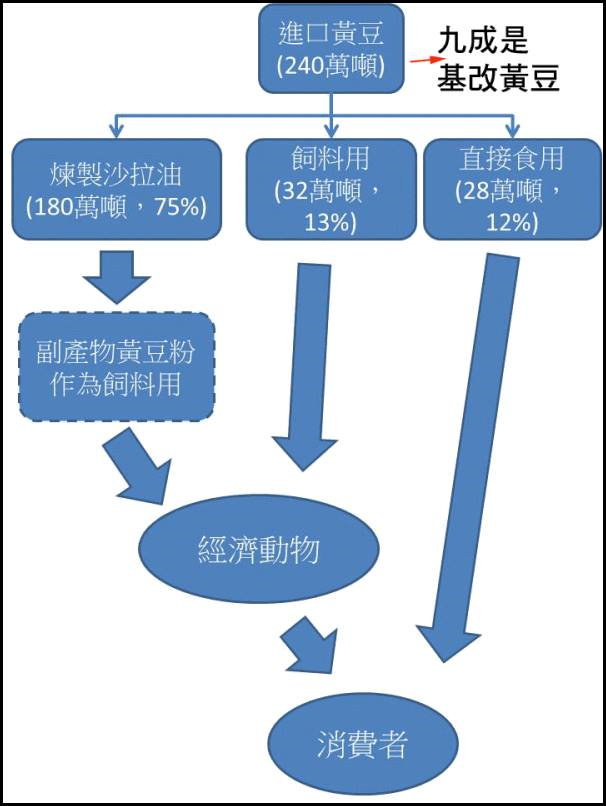 進口黃豆
(240萬噸)
九成是
基改黃豆
煉製沙拉油
(180萬噸，75%)
飼料用
(32萬噸，
13%)
直接食用
(28萬噸，
12%)
副產物黃豆粉
作為飼料用
經濟動物
消費者